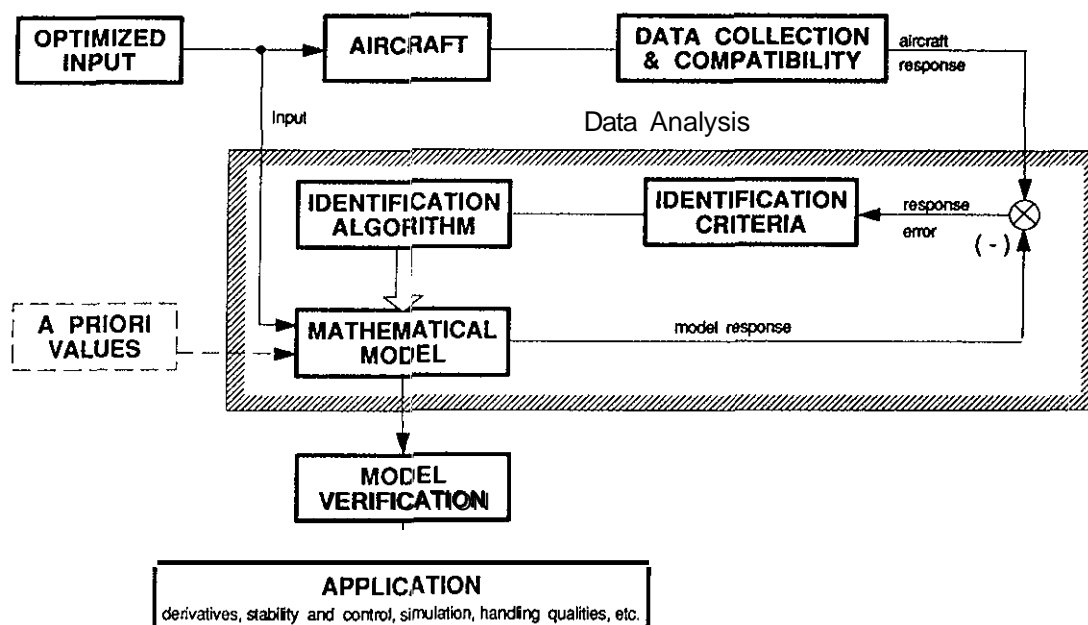 OPTIMIZED
INPUT
AIRCRAFT
DATA COLLECTION
& COMPATIBILITY
aircraft
response
Input
Data Analysis
IDENTIFICATION
ALGORITHM
IDENTIFICATION
CRITERIA
response
error
(-)
A PRIORI
VALUES
MATHEMATICAL
MODEL
model response
MODEL
VERIFICATION
APPLICATION
derivatives, stability and control, simulation, handling qualities, etc.